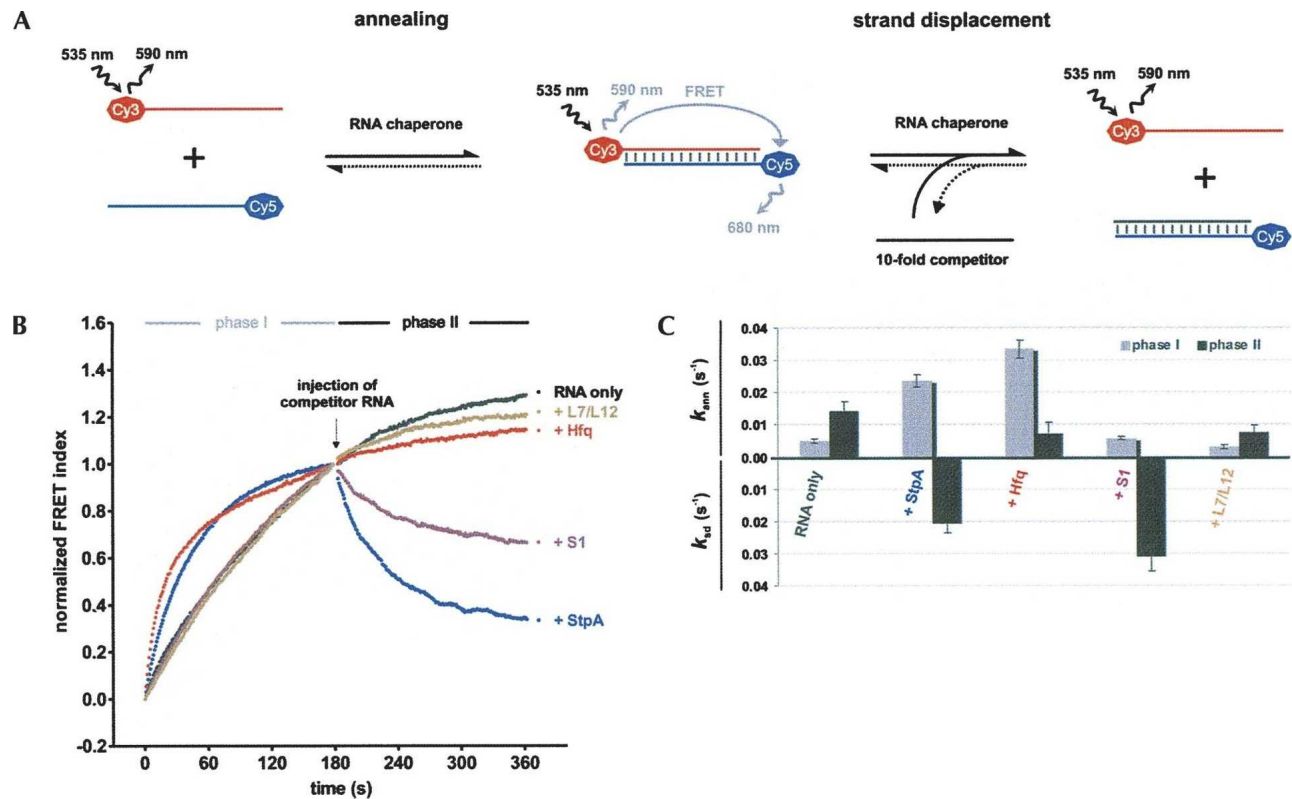 A
annealing
strand displacement
535 nm
590 nm
Cy3
+
Cy5
RNA chaperone
535 nm
590 nm
FRET
Cy3
Cy5
680 nm
RNA chaperone
10-fold competitor
535 nm
590 nm
Cy3
+
Cy5
B
phase I
phase II
normalized FRET index
1.6
1.4
1.2
1.0
0.8
0.6
0.4
0.2
0.0
-0.2
injection of
competitor RNA
RNA only
+ L7/L12
+ Hfq
+ S1
+ StpA
0
60
120
180
240
300
360
time (s)
C
phase I
phase II
kann (s-1)
ksd (s-1)
0.04
0.03
0.02
0.01
0.00
0.01
0.02
0.03
0.04
RNA only
+ StpA
+ Hfq
+ S1
+ L7/L12